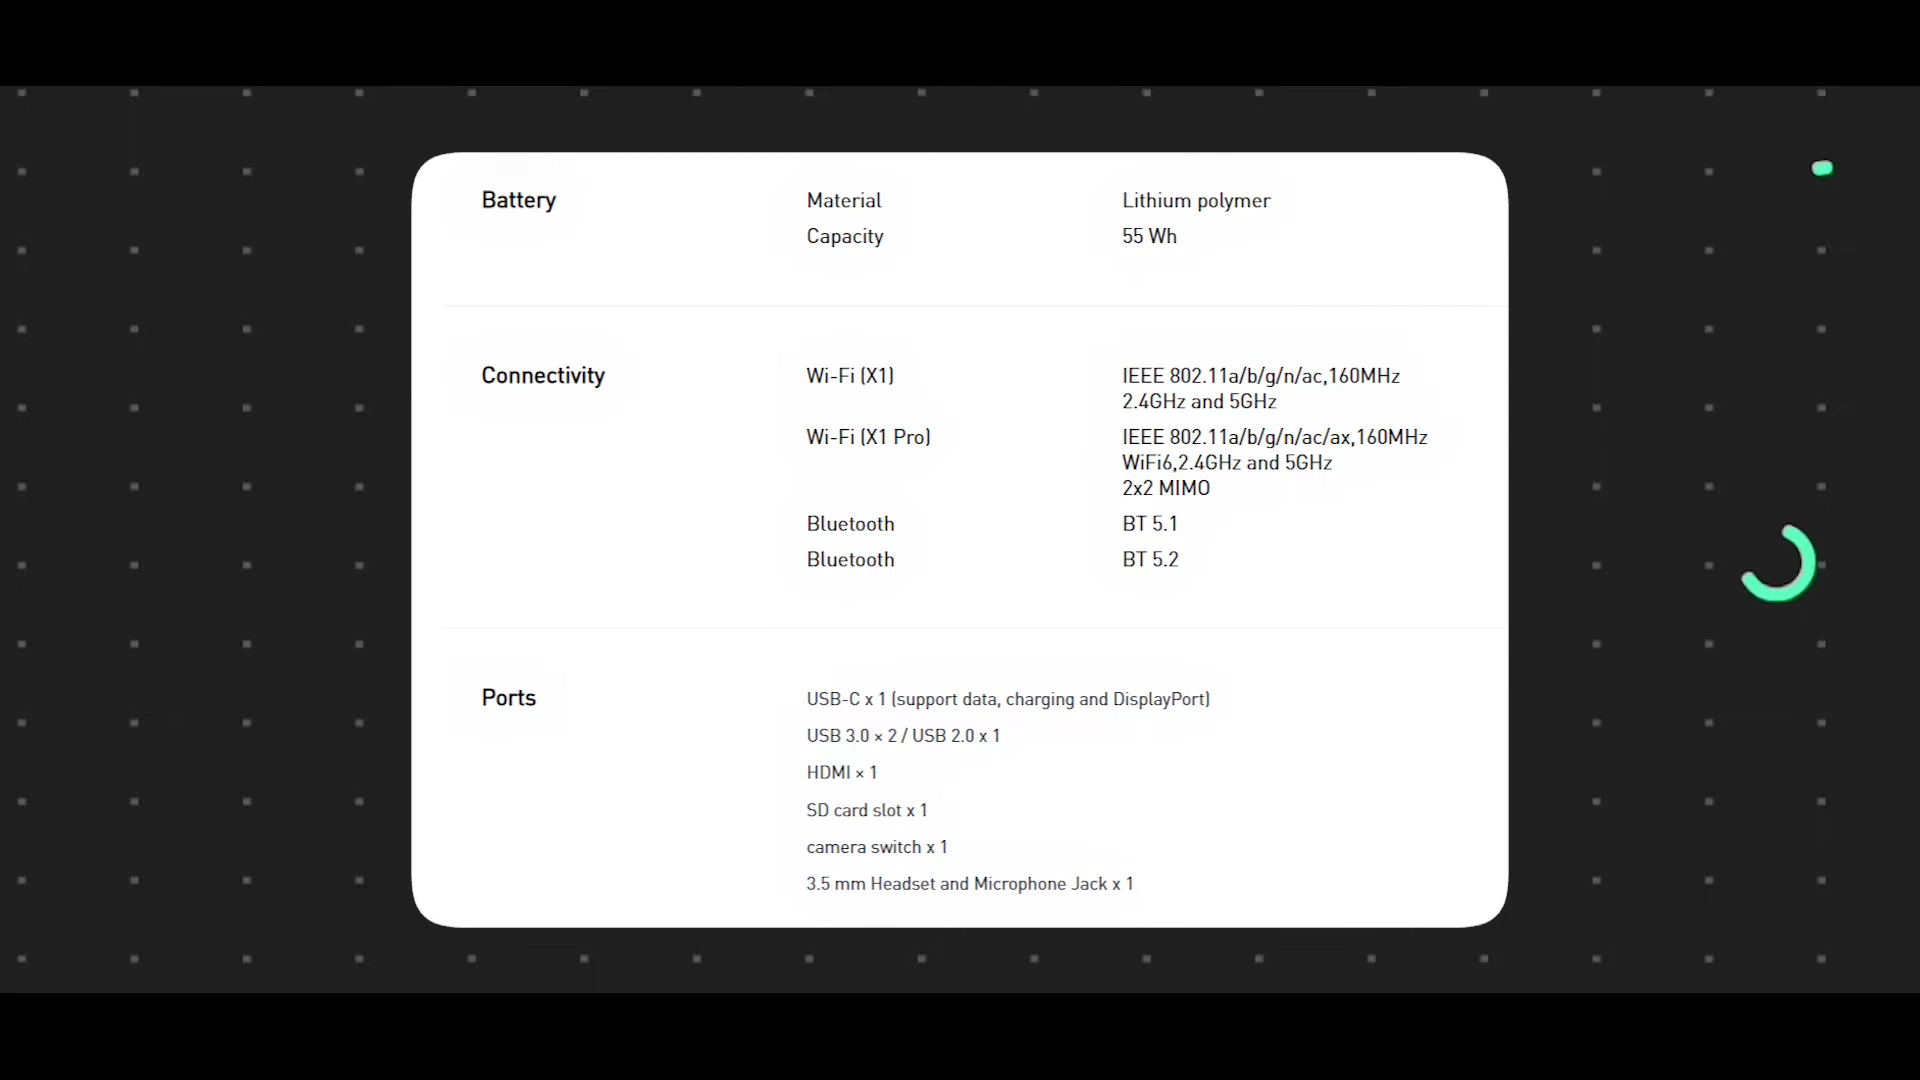 Battery Material Lithium polymer
Capacity 55 Wh
Connectivity Wi-Fi (X1) IEEE 802.11a/b/g/n/ac,160MHz
2.4GHz and 5GHz
Wi-Fi (X1 Pro) IEEE 802.11a/b/g/n/ac/ax,160MHz
WiFi6,2.4GHz and 5GHz
2x2 MIMO
Bluetooth BT 5.1
Bluetooth BT 5.2
Ports USB-C x 1 (support data, charging and DisplayPort)
USB 3.0 × 2 / USB 2.0 x 1
HDMI × 1
SD card slot x 1
camera switch x 1
3.5 mm Headset and Microphone Jack x 1